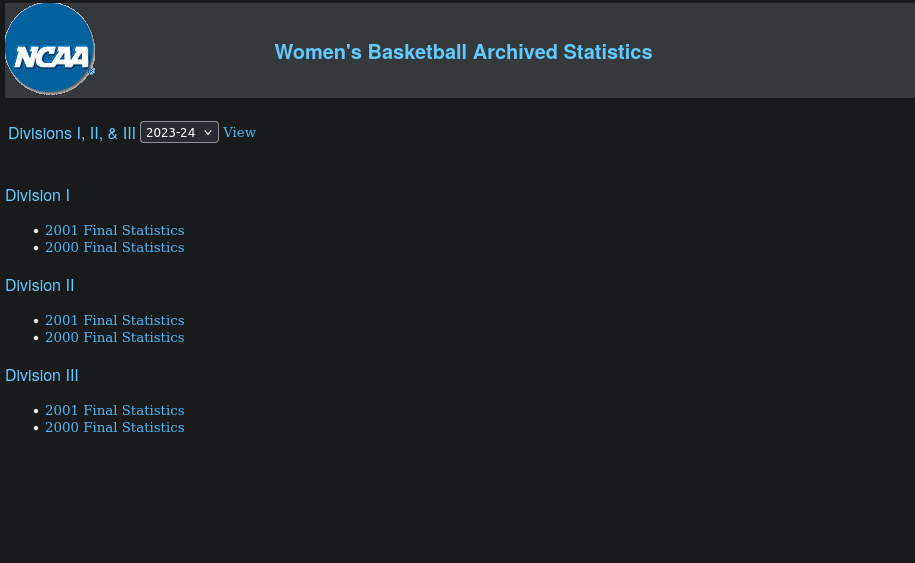 NCAA
Women's Basketball Archived Statistics
Divisions I, II, & III 2023-24 View
Division I
• 2001 Final Statistics
• 2000 Final Statistics
Division II
• 2001 Final Statistics
• 2000 Final Statistics
Division III
• 2001 Final Statistics
• 2000 Final Statistics